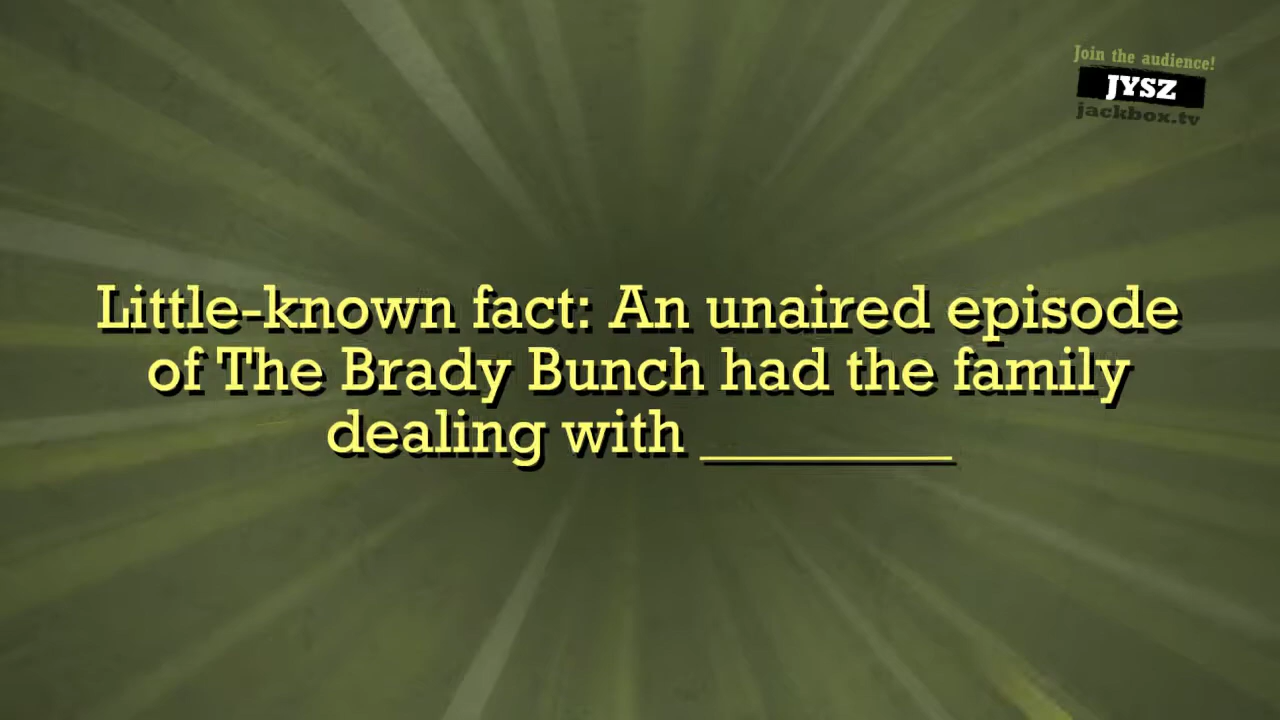 Join the audience!
JYSZ
jackbox.tv
Little-known fact: An unaired episode
of The Brady Bunch had the family
dealing with _________